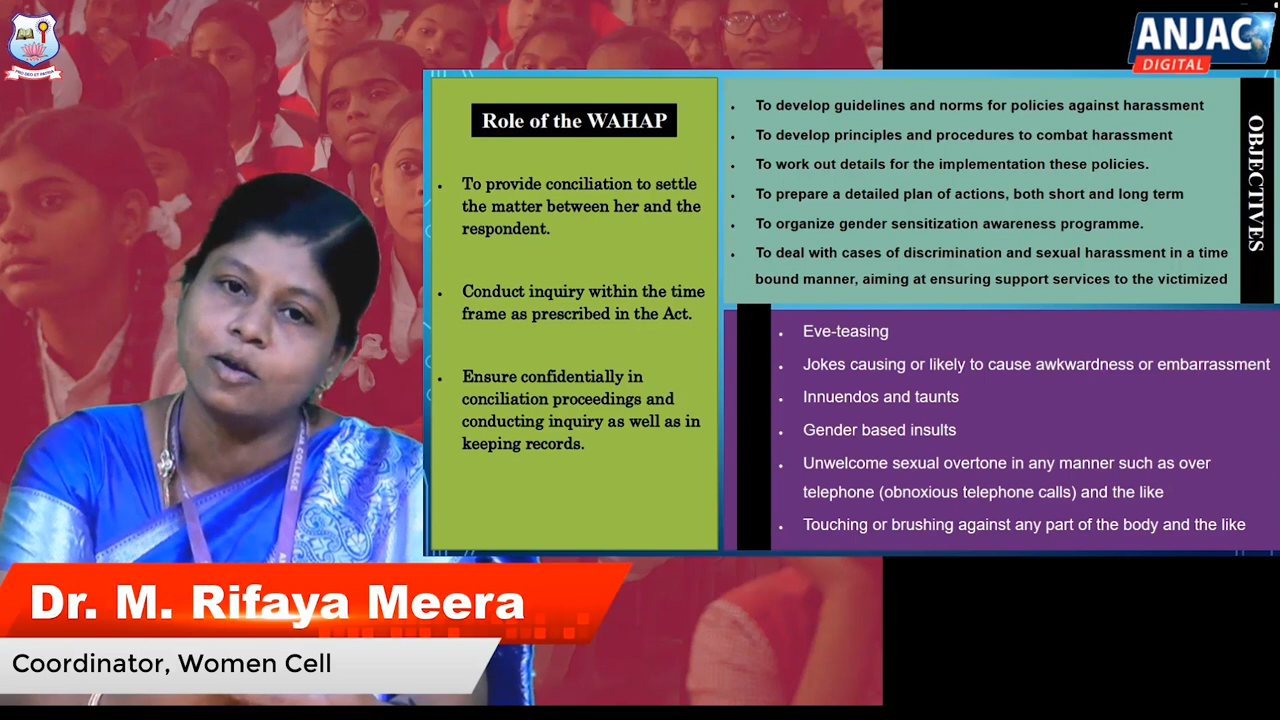 PRO DEO ET PATRIA
ANJAC
DIGITAL
Role of the WAHAP
To provide conciliation to settle
the matter between her and the
respondent.
Conduct inquiry within the time
frame as prescribed in the Act.
Ensure confidentially in
conciliation proceedings and
conducting inquiry as well as in
keeping records.
To develop guidelines and norms for policies against harassment
To develop principles and procedures to combat harassment
To work out details for the implementation these policies.
To prepare a detailed plan of actions, both short and long term
To organize gender sensitization awareness programme.
To deal with cases of discrimination and sexual harassment in a time
bound manner, aiming at ensuring support services to the victimized
OBJECTIVES
Eve-teasing
Jokes causing or likely to cause awkwardness or embarrassment
Innuendos and taunts
Gender based insults
Unwelcome sexual overtone in any manner such as over
telephone (obnoxious telephone calls) and the like
Touching or brushing against any part of the body and the like
COLLEGE
Dr. M. Rifaya Meera
Coordinator, Women Cell